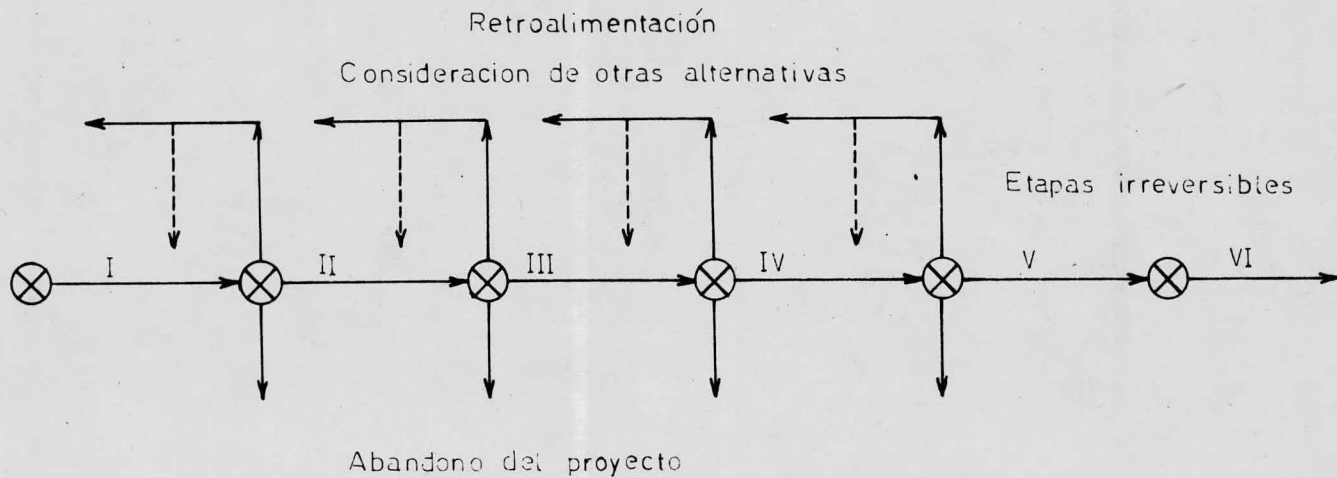 Retroalimentación
Consideracion de otras alternativas
Etapas irreversibles
I II III IV V VI
Abandono del proyecto